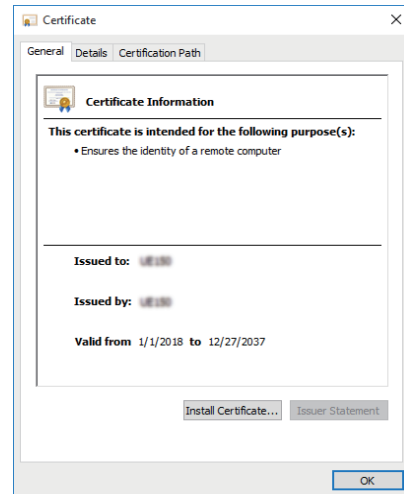 Certificate
General Details Certification Path
Certificate Information
This certificate is intended for the following purpose(s):
• Ensures the identity of a remote computer
Issued to:
Issued by:
Valid from 1/1/2018 to 12/27/2037
Install Certificate... Issuer Statement
OK